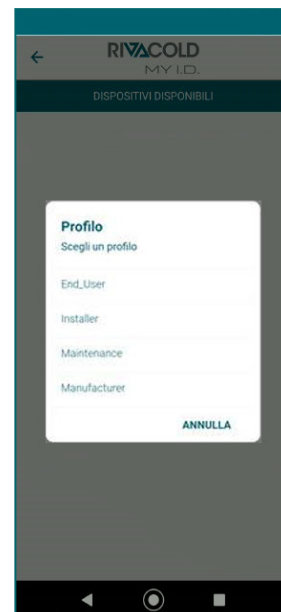 RIVACOLD
MY I.D.
DISPOSITIVI DISPONIBILI
Profilo
Scegli un profilo
End_User
Installer
Maintenance
Manufacturer
ANNULLA